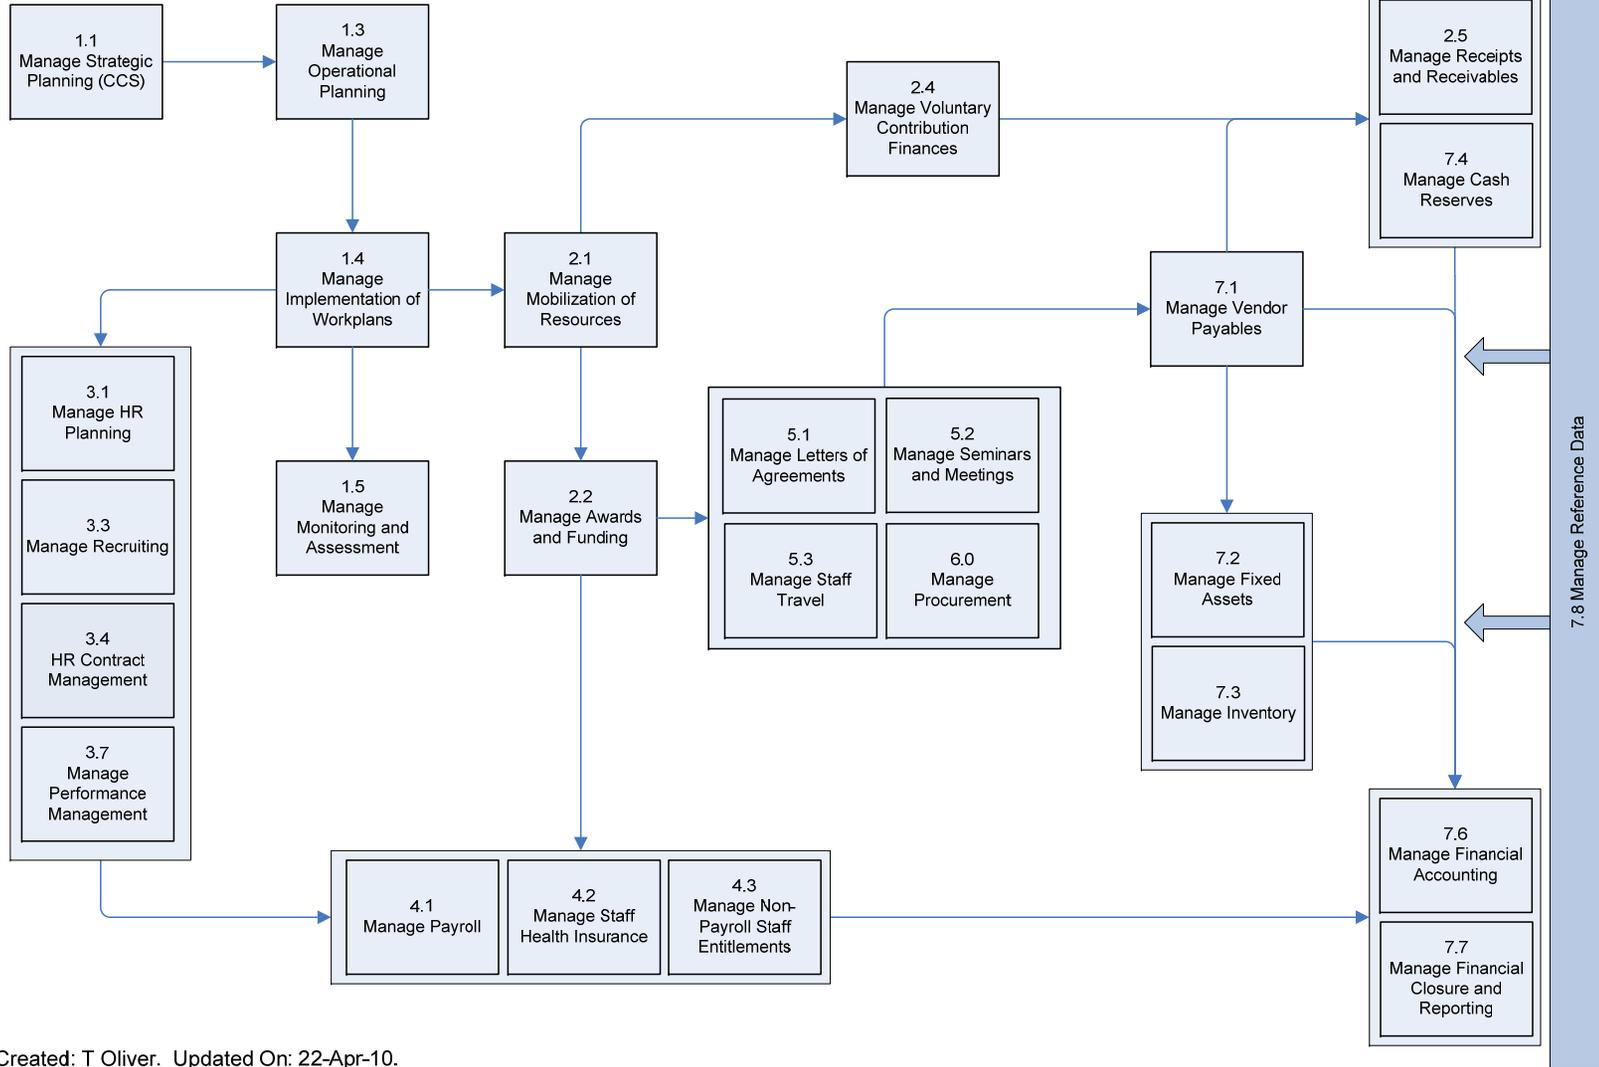 1.1
Manage Strategic
Planning (CCS)
1.3
Manage
Operational
Planning
2.4
Manage Voluntary
Contribution
Finances
2.5
Manage Receipts
and Receivables
7.4
Manage Cash
Reserves
1.4
Manage
Implementation of
Workplans
2.1
Manage
Mobilization of
Resources
7.1
Manage Vendor
Payables
3.1
Manage HR
Planning
3.3
Manage Recruiting
3.4
HR Contract
Management
3.7
Manage
Performance
Management
1.5
Manage
Monitoring and
Assessment
2.2
Manage Awards
and Funding
5.1
Manage Letters of
Agreements
5.2
Manage Seminars
and Meetings
5.3
Manage Staff
Travel
6.0
Manage
Procurement
7.2
Manage Fixed
Assets
7.3
Manage Inventory
7.8 Manage Reference Data
4.1
Manage Payroll
4.2
Manage Staff
Health Insurance
4.3
Manage Non-
Payroll Staff
Entitlements
7.6
Manage Financial
Accounting
7.7
Manage Financial
Closure and
Reporting
Created: T Oliver. Updated On: 22-Apr-10.